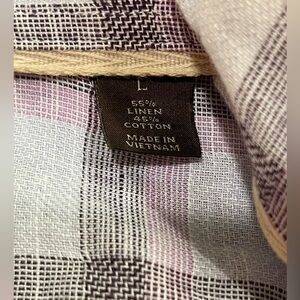 L
55%
LINEN
45%
COTTON
MADE IN
VIETNAM